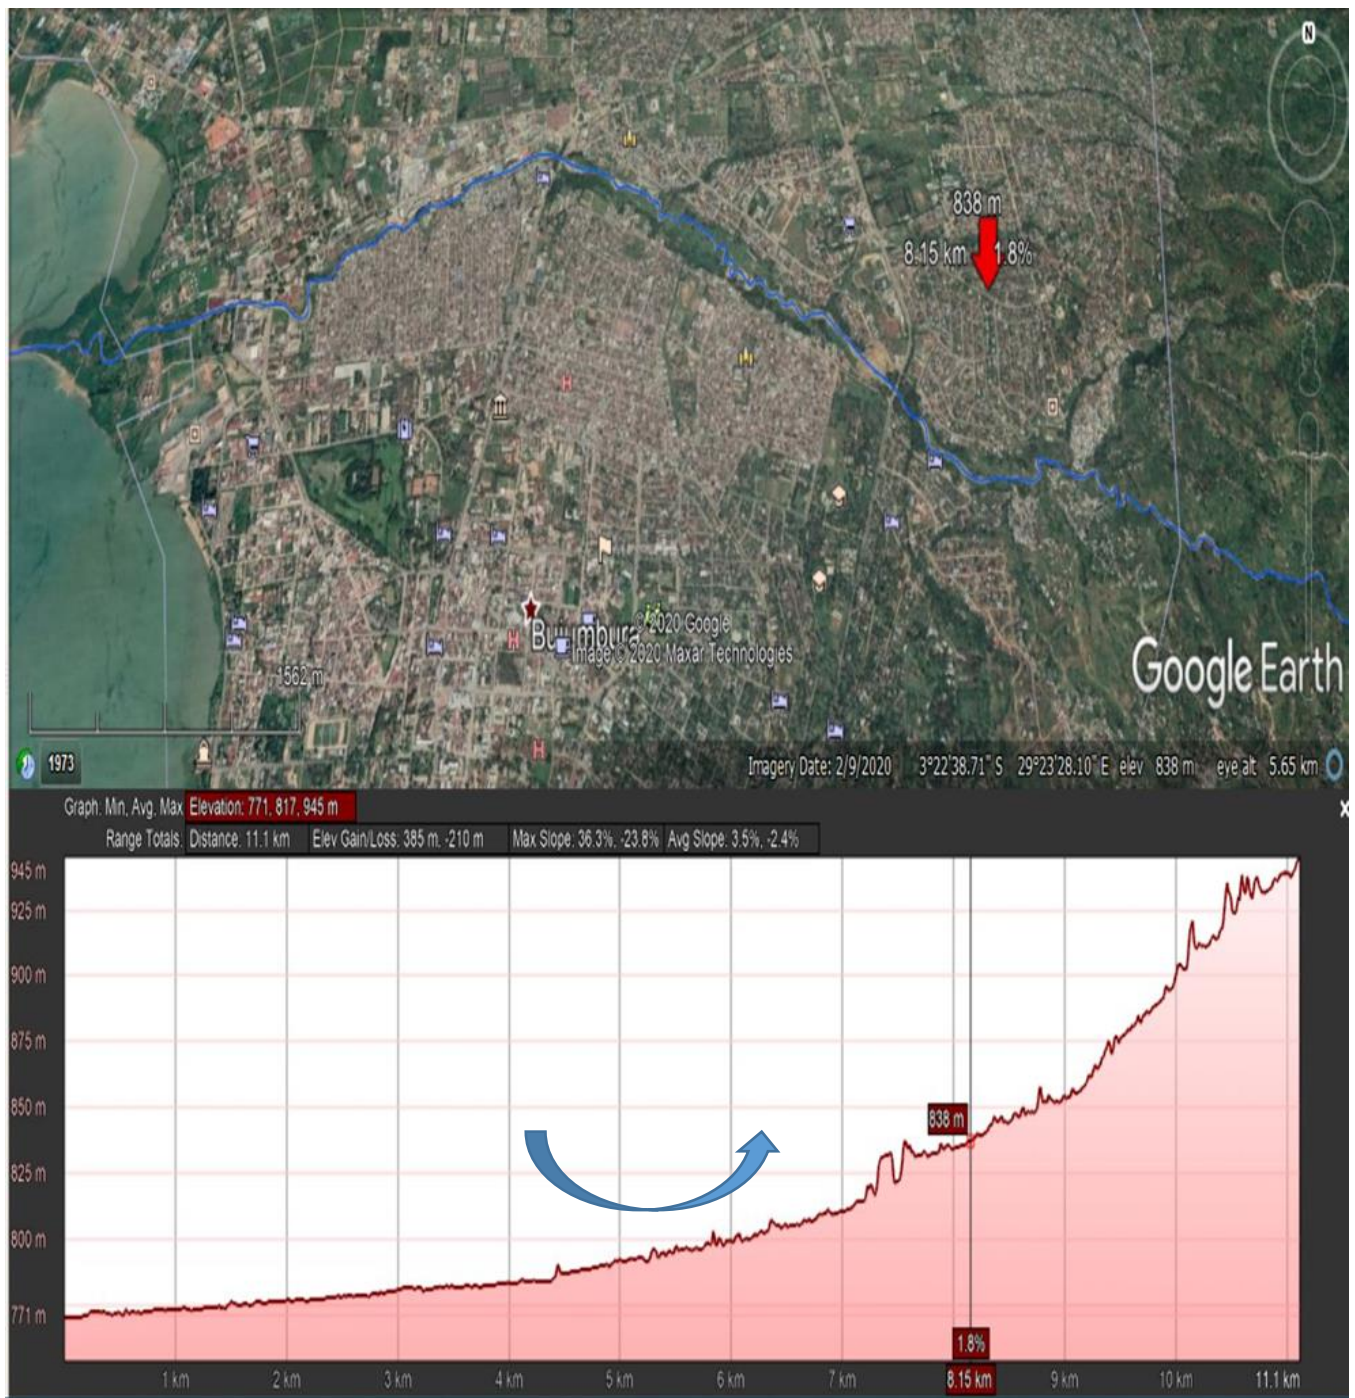 N
838 m
8.15 km 1.8%
H
Bujumbura
© 2020 Google
H
Image © 2020 Maxar Technologies
1562 m
Google Earth
H
1973
Imagery Date: 2/9/2020 3°22'38.71" S 29°23'28.10" E elev 838 m eye alt 5.65 km
Graph: Min, Avg, Max Elevation: 771, 817, 945 m
x
Range Totals: Distance: 11.1 km Elev Gain/Loss: 385 m, -210 m Max Slope: 36.3%, -23.8% Avg Slope: 3.5%, -2.4%
945 m
925 m
900 m
875 m
850 m
838 m
825 m
800 m
771 m
1.8%
1 km 2 km 3 km 4 km 5 km 6 km 7 km 8.15 km 9 km 10 km 11.1 km